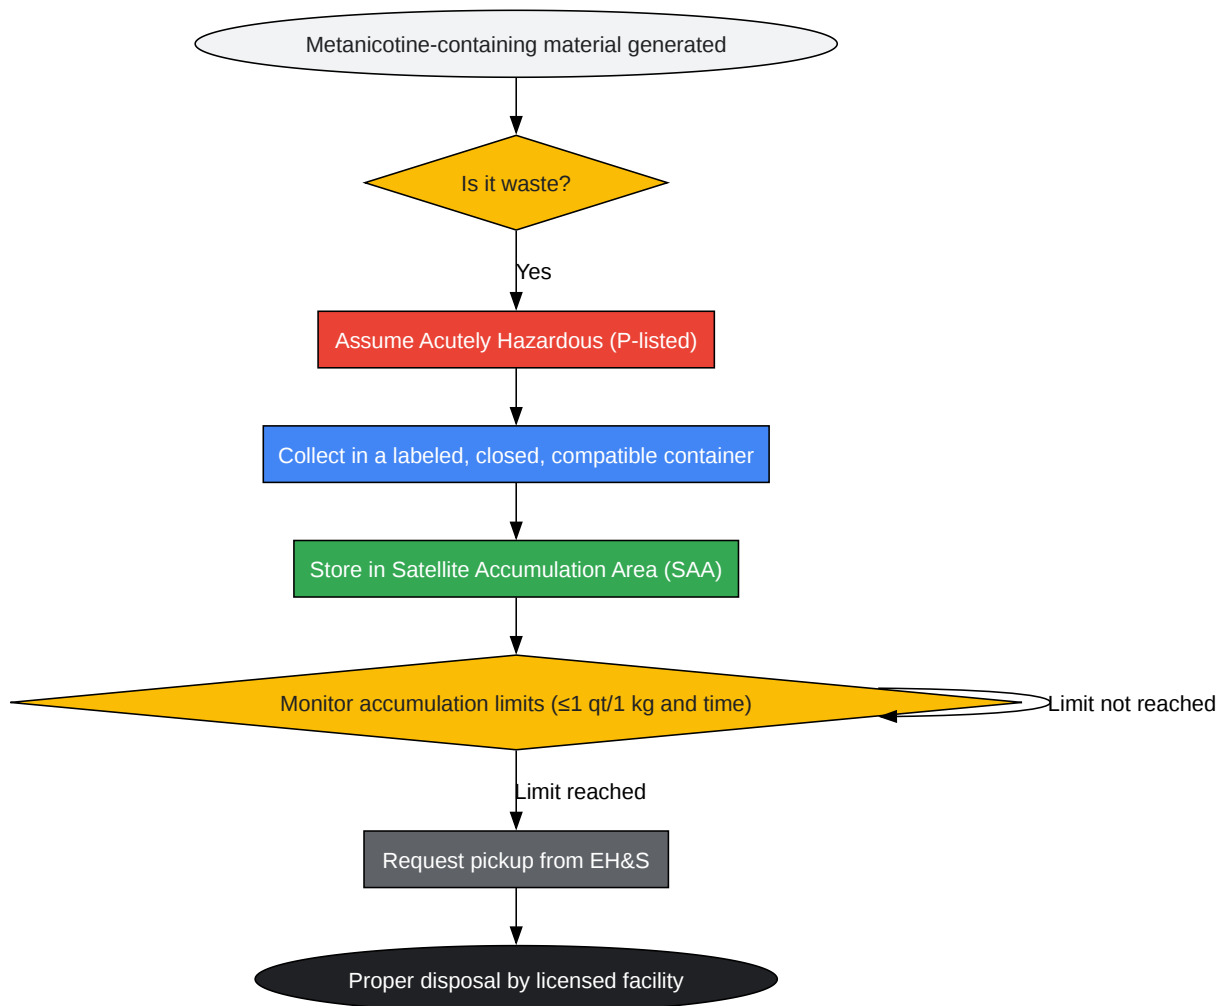 Metanicotine-containing material generated
Is it waste?
Yes
Assume Acutely Hazardous (P-listed)
Collect in a labeled, closed, compatible container
Store in Satellite Accumulation Area (SAA)
Monitor accumulation limits (≤1 qt/1 kg and time)
Limit not reached
Limit reached
Request pickup from EH&S
Proper disposal by licensed facility